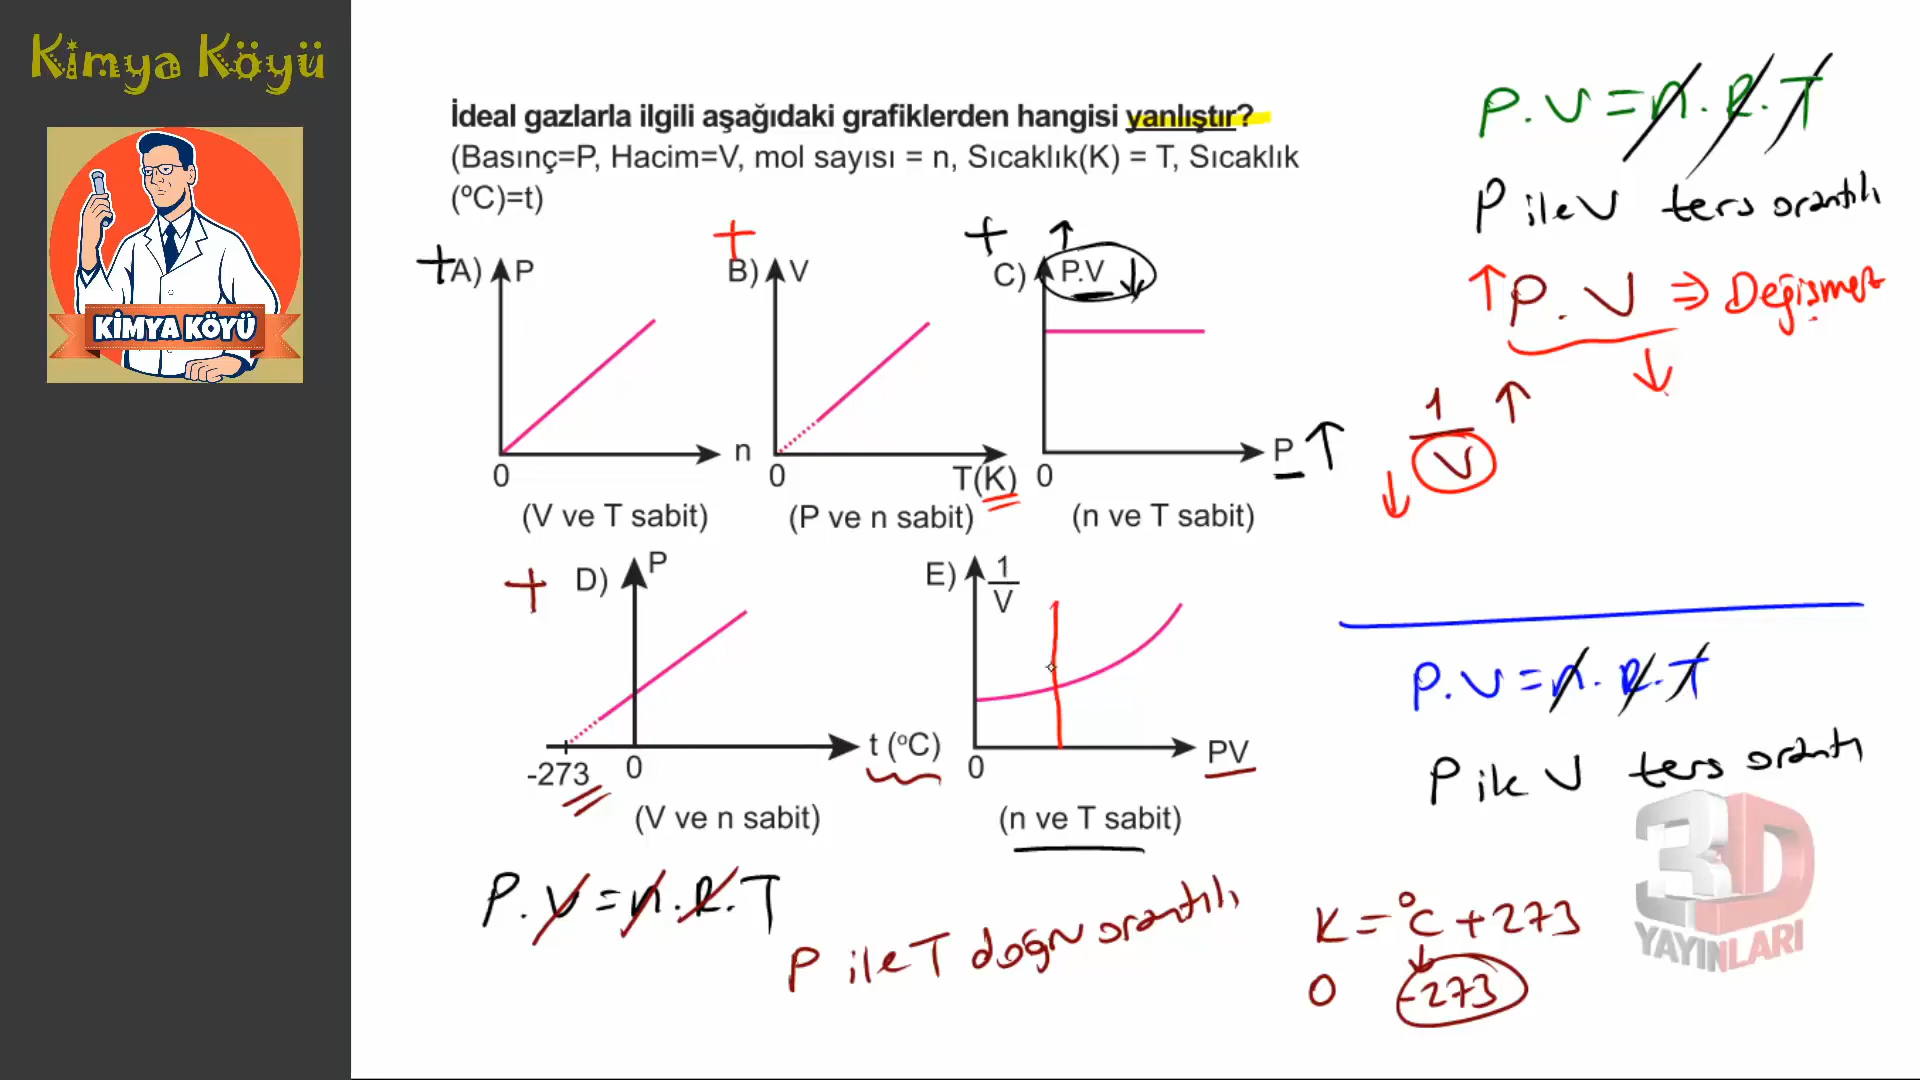 Kimya Köyü
KİMYA KÖYÜ
İdeal gazlarla ilgili aşağıdaki grafiklerden hangisi yanlıştır?
(Basınç=P, Hacim=V, mol sayısı = n, Sıcaklık(K) = T, Sıcaklık
(ºC)=t)
+ A) P
n
0
(V ve T sabit)
+ B) V
0
T(K)
(P ve n sabit)
+ C) P.V ↓ ↑
P ↑
0
(n ve T sabit)
+ D) P
t (ºC)
-273 0
(V ve n sabit)
E) 1/V
PV
0
(n ve T sabit)
P.V=n.R.T
P ile V ters orantılı
↑ P.V ⇒ Değişmez
↓
1/V ↑
↓
P.V=n.R.T
P ile V ters orantılı
P.V=n.R.T
P ile T doğru orantılı
K=°C+273
0 -273
3D
YAYINLARI